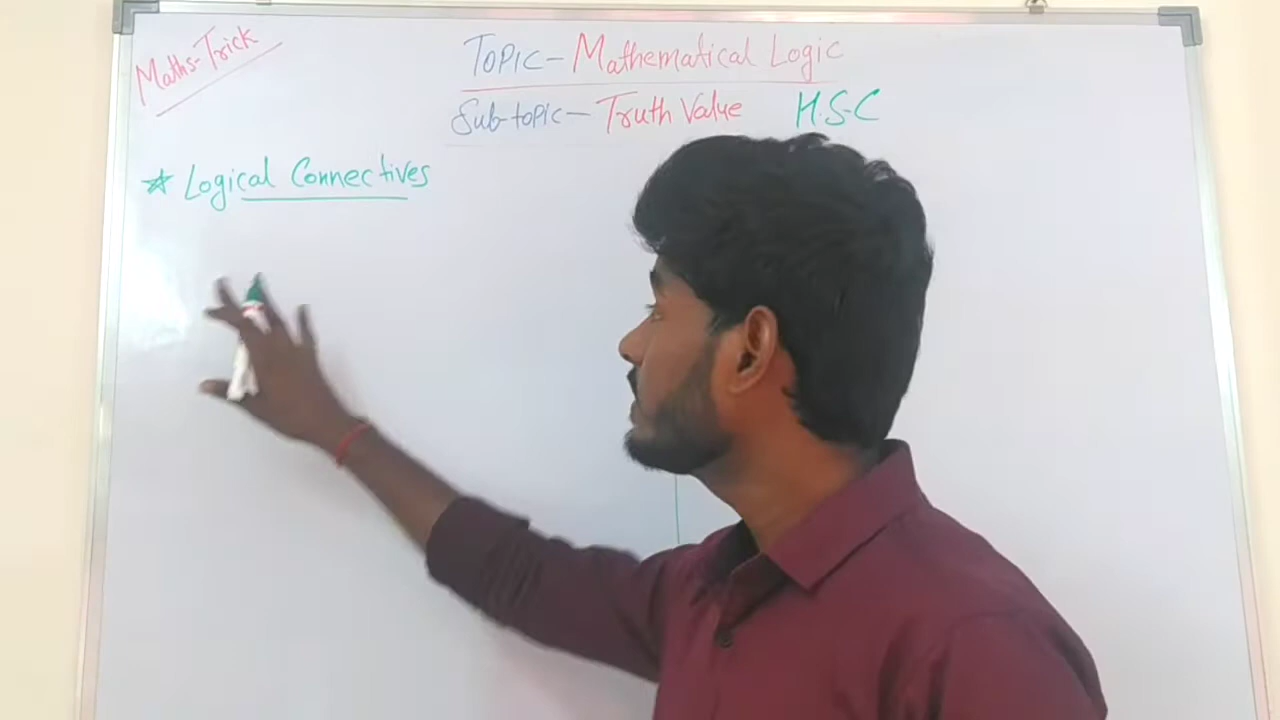 Maths-Trick
Topic- Mathematical Logic
Sub-topic- Truth Value H.S.C
* Logical Connectives